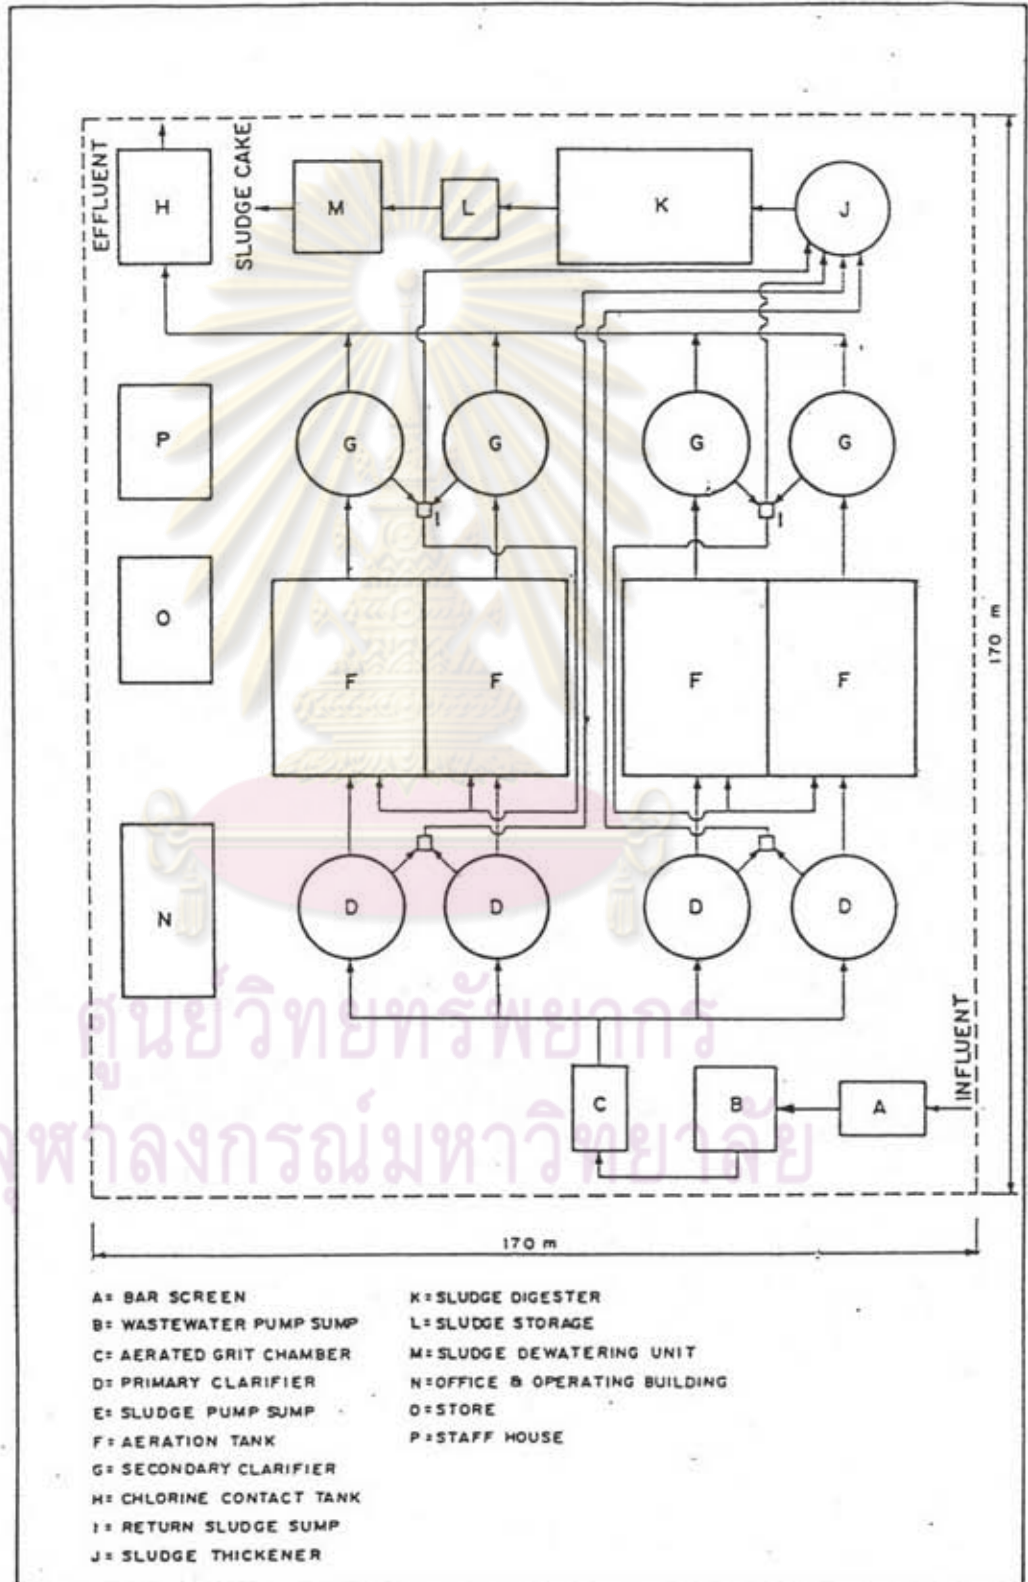 EFFLUENT
SLUDGE CAKE
H
M
L
K
J
P
G
G
G
G
I
I
O
F
F
F
F
170 m
N
D
D
D
D
ศูนย์วิทยทรัพยากร
INFLUENT
C
B
A
จุฬาลงกรณ์มหาวิทยาลัย
170 m
A= BAR SCREEN
B= WASTEWATER PUMP SUMP
C= AERATED GRIT CHAMBER
D= PRIMARY CLARIFIER
E= SLUDGE PUMP SUMP
F= AERATION TANK
G= SECONDARY CLARIFIER
H= CHLORINE CONTACT TANK
I= RETURN SLUDGE SUMP
J= SLUDGE THICKENER
K= SLUDGE DIGESTER
L= SLUDGE STORAGE
M= SLUDGE DEWATERING UNIT
N= OFFICE & OPERATING BUILDING
O= STORE
P= STAFF HOUSE